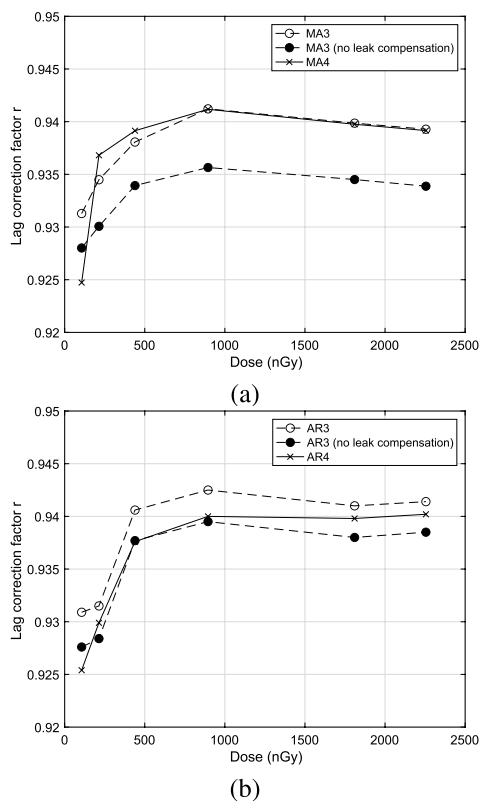 0.95
0.945
0.94
0.935
0.93
0.925
0.92
Lag correction factor r
MA3
MA3 (no leak compensation)
MA4
0 500 1000 1500 2000 2500
Dose (nGy)
(a)
0.95
0.945
0.94
0.935
0.93
0.925
0.92
Lag correction factor r
AR3
AR3 (no leak compensation)
AR4
0 500 1000 1500 2000 2500
Dose (nGy)
(b)